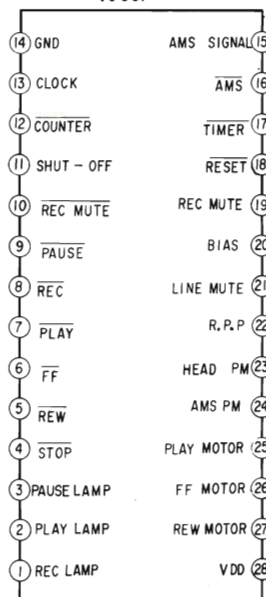 14 GND AMS SIGNAL 15
13 CLOCK AMS 16
12 COUNTER TIMER 17
11 SHUT - OFF RESET 18
10 REC MUTE REC MUTE 19
9 PAUSE BIAS 20
8 REC LINE MUTE 21
7 PLAY R.P.P 22
6 FF HEAD PM 23
5 REW AMS PM 24
4 STOP PLAY MOTOR 25
3 PAUSE LAMP FF MOTOR 26
2 PLAY LAMP REW MOTOR 27
1 REC LAMP VDD 28